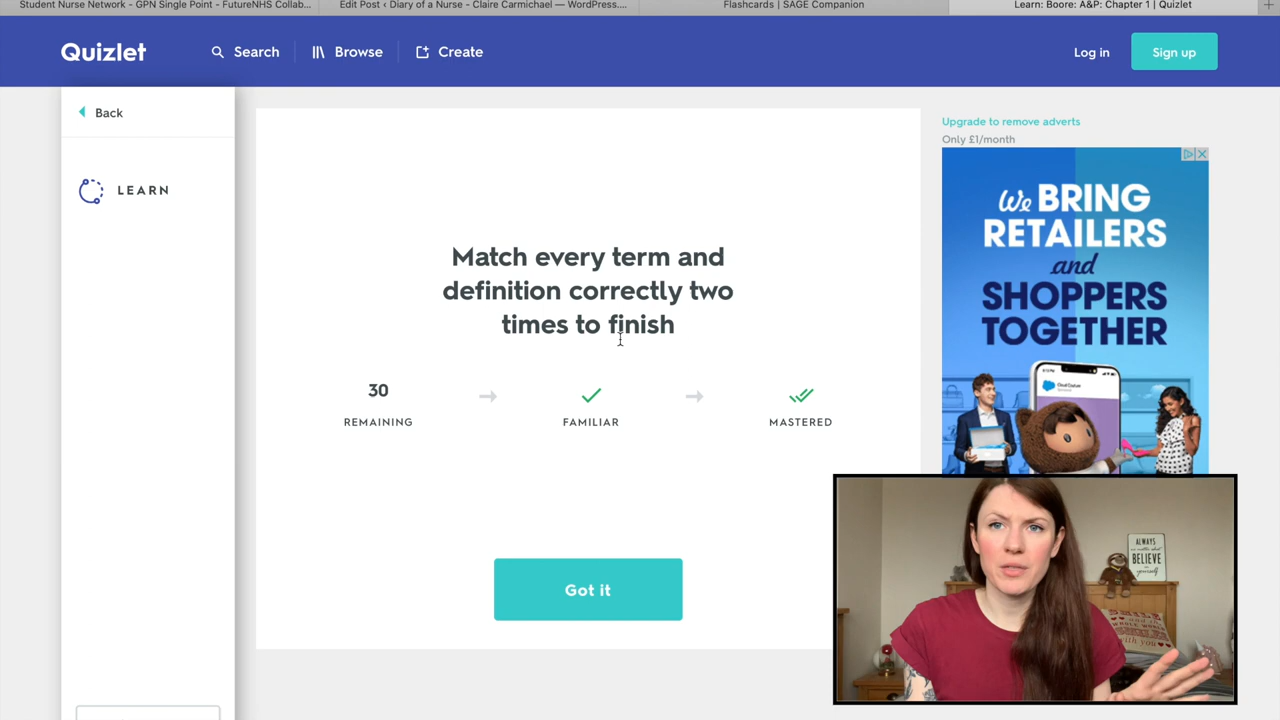 Student Nurse Network - GPN Single Point - FutureNHS Collab...
Edit Post ‹ Diary of a Nurse - Claire Carmichael — WordPress....
Flashcards | SAGE Companion
Learn: Boore: A&P: Chapter 1 | Quizlet
Quizlet
Search
Browse
Create
Log in
Sign up
Back
LEARN
Match every term and
definition correctly two
times to finish
30
REMAINING
FAMILIAR
MASTERED
Got it
Upgrade to remove adverts
Only £1/month
We BRING
RETAILERS
and
SHOPPERS
TOGETHER
ALWAYS
BELIEVE